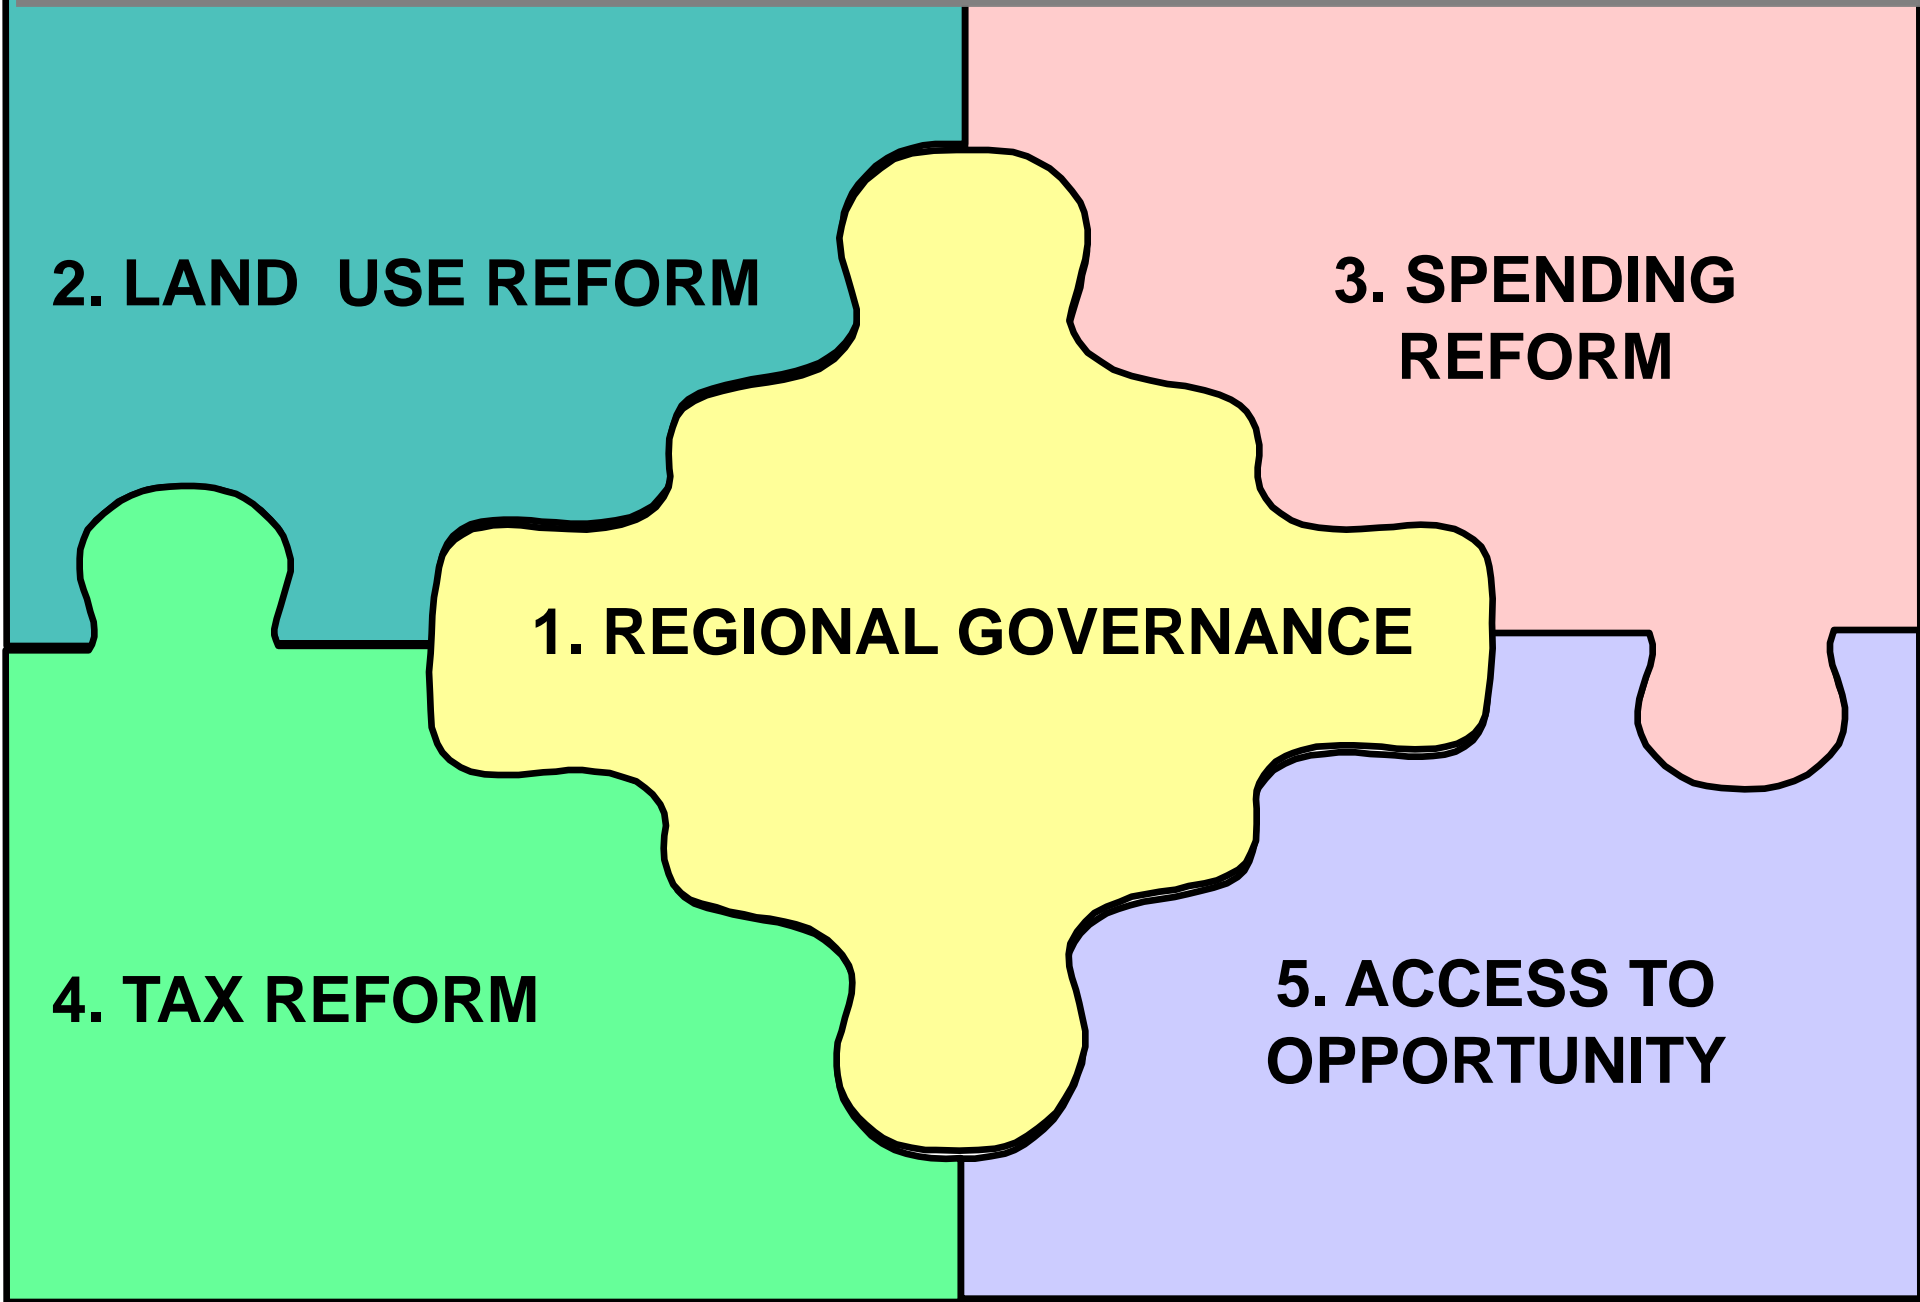 2. LAND  USE REFORM
3. SPENDING
REFORM
1. REGIONAL GOVERNANCE
4. TAX REFORM
5. ACCESS TO
OPPORTUNITY